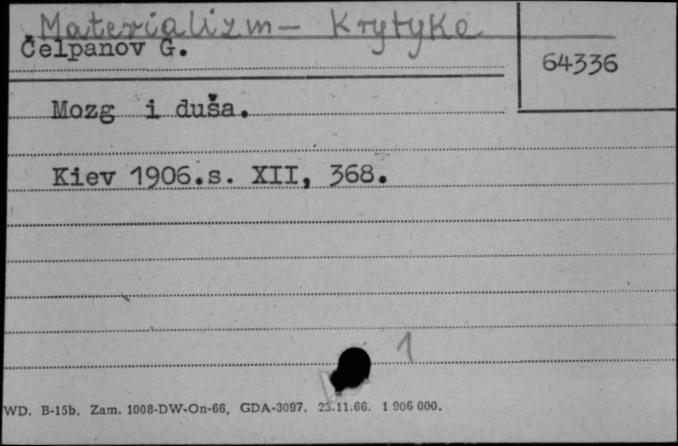 Materializm – Krytyka
Čelpanov G.
64336
Mozg i duša.
Kiev 1906.s. XII, 368.
1
WD. B-15b. Zam. 1008-DW-On-66. GDA-3097. 23.11.66. 1 906 000.